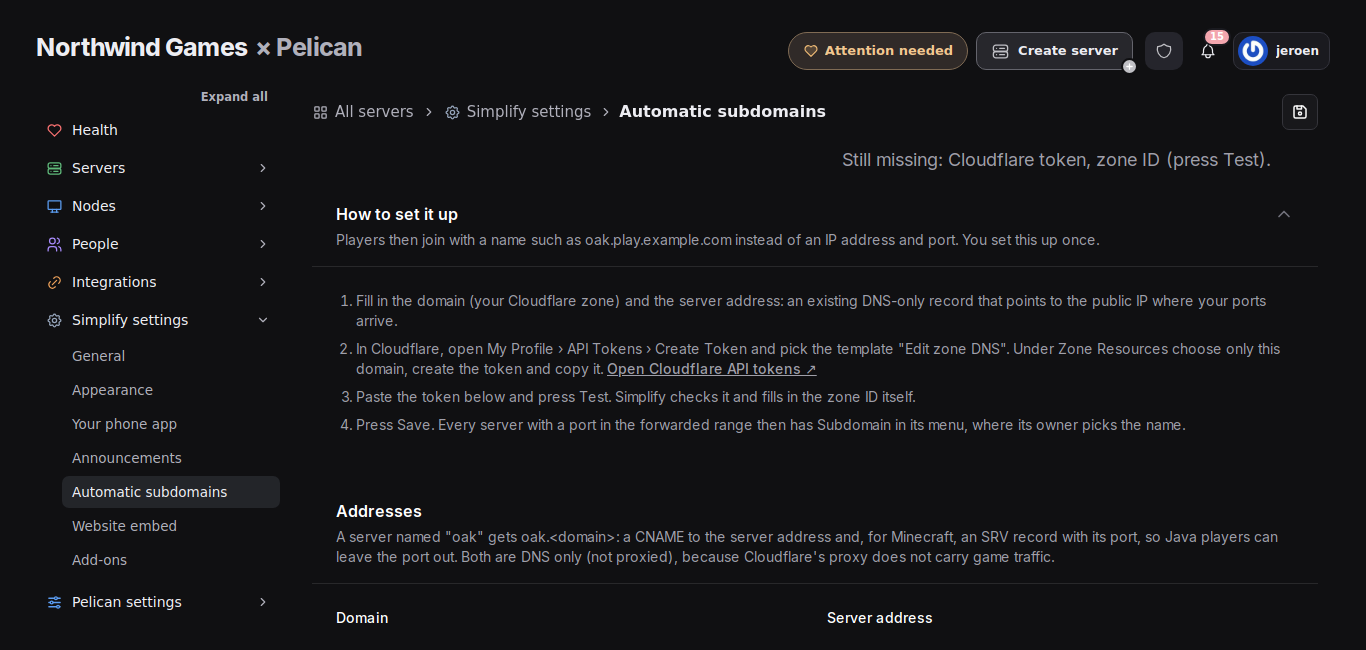 Northwind Games × Pelican
Attention needed
Create server
15
jeroen
Expand all
Health
Servers
Nodes
People
Integrations
Simplify settings
General
Appearance
Your phone app
Announcements
Automatic subdomains
Website embed
Add-ons
Pelican settings
All servers › Simplify settings › Automatic subdomains
Still missing: Cloudflare token, zone ID (press Test).
How to set it up
Players then join with a name such as oak.play.example.com instead of an IP address and port. You set this up once.
1. Fill in the domain (your Cloudflare zone) and the server address: an existing DNS-only record that points to the public IP where your ports
arrive.
2. In Cloudflare, open My Profile › API Tokens › Create Token and pick the template "Edit zone DNS". Under Zone Resources choose only this
domain, create the token and copy it. Open Cloudflare API tokens ↗
3. Paste the token below and press Test. Simplify checks it and fills in the zone ID itself.
4. Press Save. Every server with a port in the forwarded range then has Subdomain in its menu, where its owner picks the name.
Addresses
A server named "oak" gets oak.<domain>: a CNAME to the server address and, for Minecraft, an SRV record with its port, so Java players can
leave the port out. Both are DNS only (not proxied), because Cloudflare's proxy does not carry game traffic.
Domain
Server address